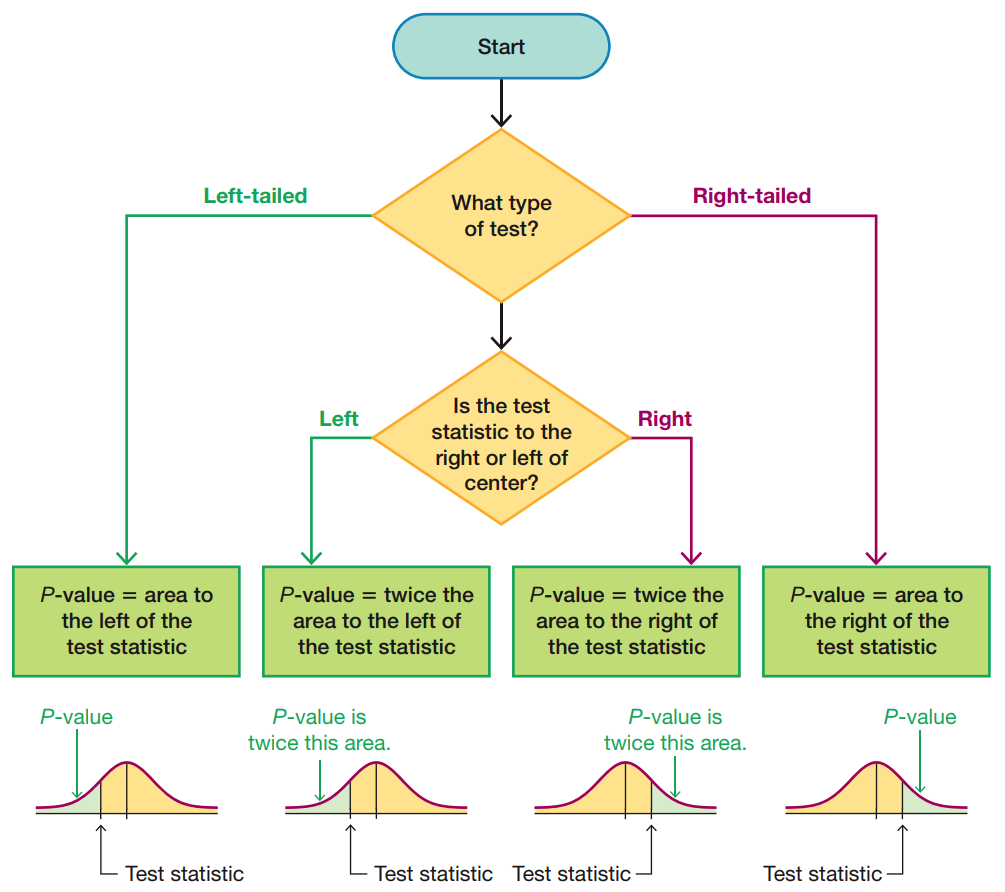 Start
What type
of test?
Left-tailed
Right-tailed
Is the test
statistic to the
right or left of
center?
Left
Right
P-value = area to
the left of the
test statistic
P-value = twice the
area to the left of
the test statistic
P-value = twice the
area to the right of
the test statistic
P-value = area to
the right of the
test statistic
P-value
P-value is
twice this area.
P-value is
twice this area.
P-value
Test statistic
Test statistic
Test statistic
Test statistic